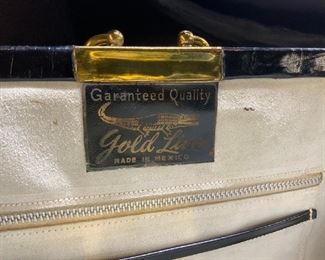 Garanteed Quality
Gold Line
MADE IN MEXICO